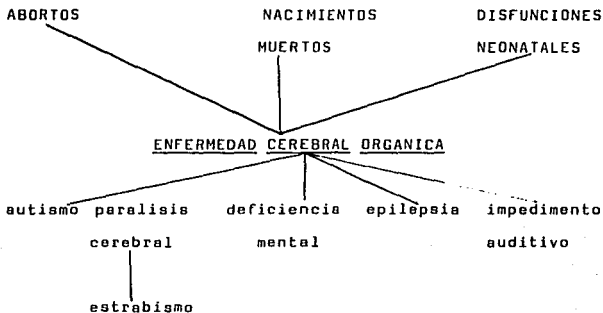 ABORTOS NACIMIENTOS DISFUNCIONES
MUERTOS NEONATALES
ENFERMEDAD CEREBRAL ORGANICA
autismo paralisis deficiencia epilepsia impedimento
cerebral mental auditivo
estrabismo